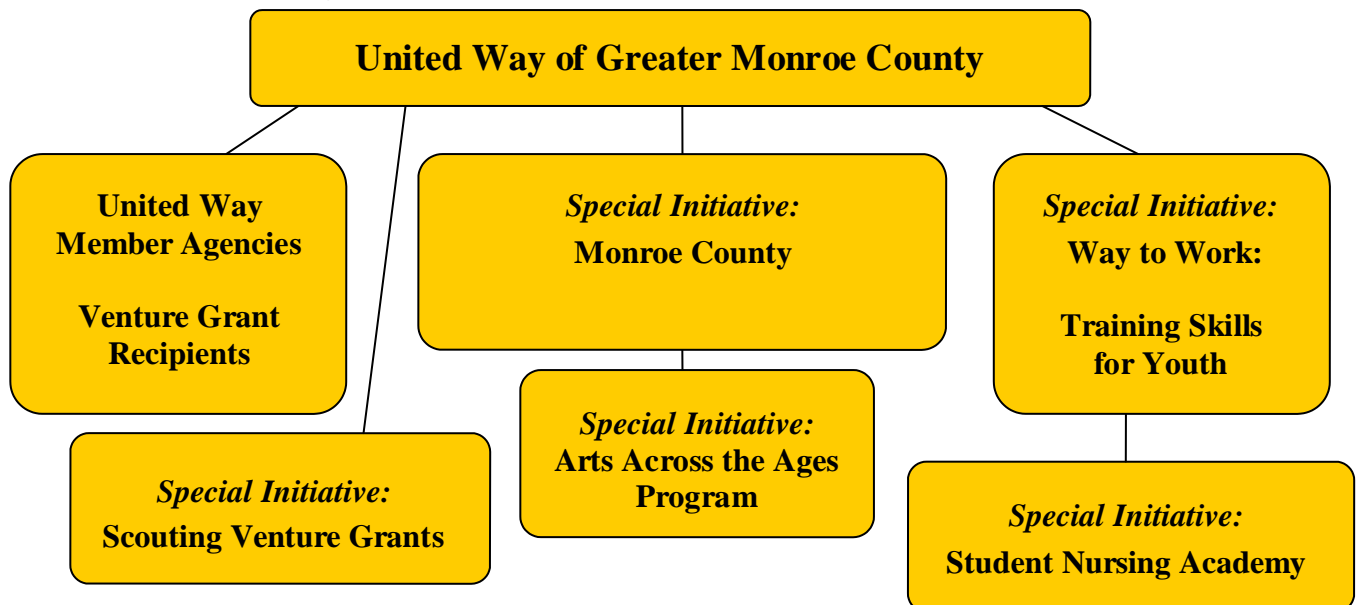 United Way of Greater Monroe County
United Way
Member Agencies
Venture Grant
Recipients
Special Initiative:
Monroe County
Special Initiative:
Way to Work:
Training Skills
for Youth
Special Initiative:
Scouting Venture Grants
Special Initiative:
Arts Across the Ages
Program
Special Initiative:
Student Nursing Academy